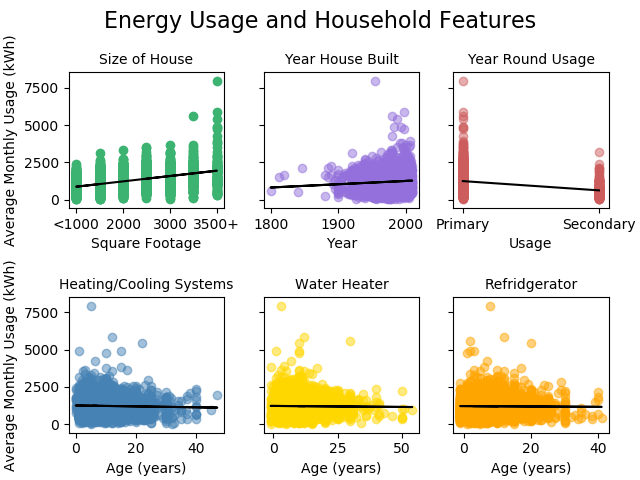 Energy Usage and Household Features
Size of House
Year House Built
Year Round Usage
Average Monthly Usage (kWh)
7500
5000
2500
0
<1000 2000 3000 3500+
Square Footage
1800 1900 2000
Year
Primary Secondary
Usage
Heating/Cooling Systems
Water Heater
Refridgerator
Average Monthly Usage (kWh)
7500
5000
2500
0
0 20 40
Age (years)
0 25 50
Age (years)
0 20 40
Age (years)